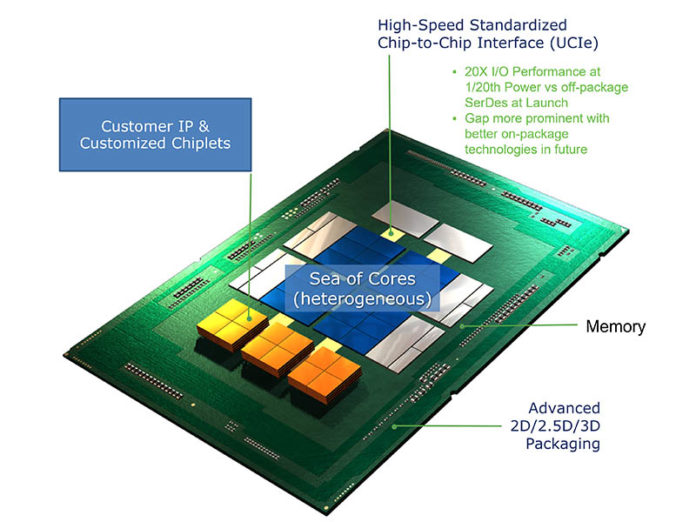 High-Speed Standardized
Chip-to-Chip Interface (UCIe)
• 20X I/O Performance at
1/20th Power vs off-package
SerDes at Launch
• Gap more prominent with
better on-package
technologies in future
Customer IP &
Customized Chiplets
Sea of Cores
(heterogeneous)
Memory
Advanced
2D/2.5D/3D
Packaging